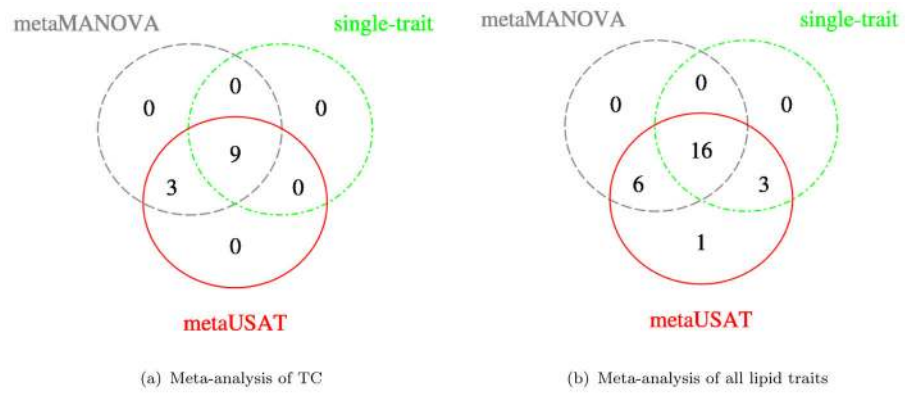 metaMANOVA
single-trait
0
0
0
9
3
0
0
metaUSAT
(a) Meta-analysis of TC
metaMANOVA
single-trait
0
0
0
16
6
3
1
metaUSAT
(b) Meta-analysis of all lipid traits